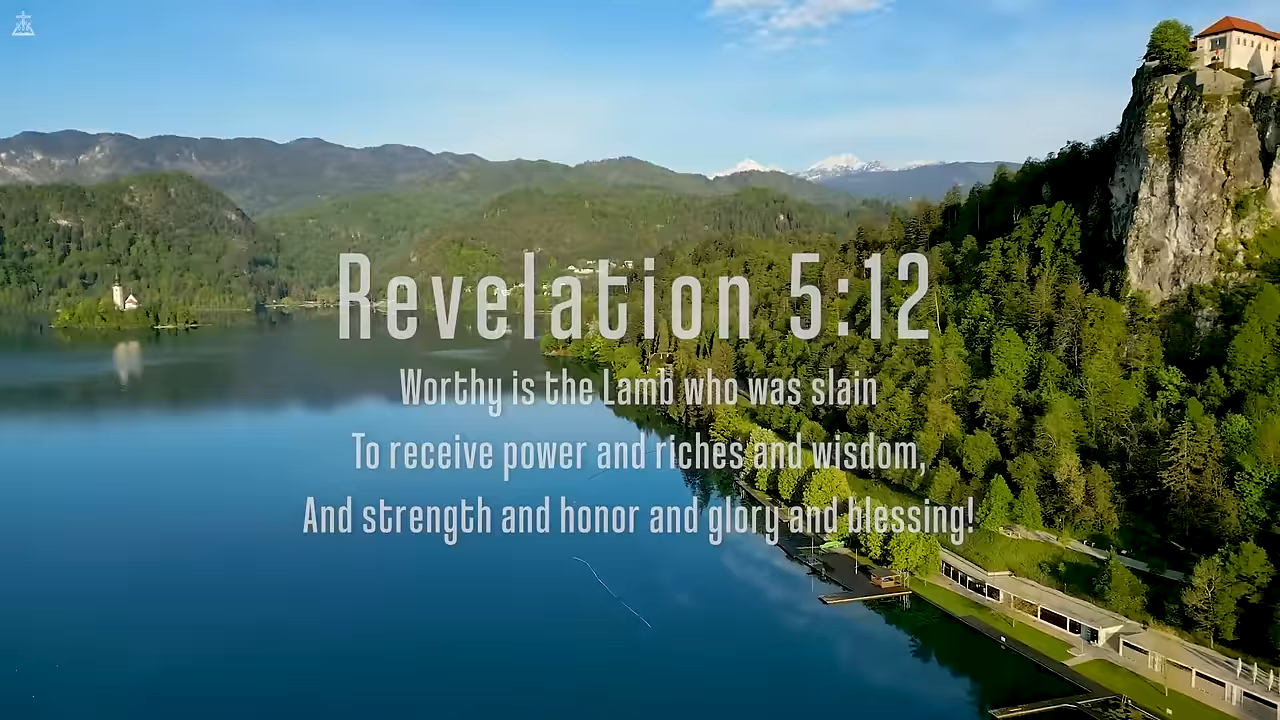 Revelation 5:12
Worthy is the Lamb who was slain
To receive power and riches and wisdom,
And strength and honor and glory and blessing!